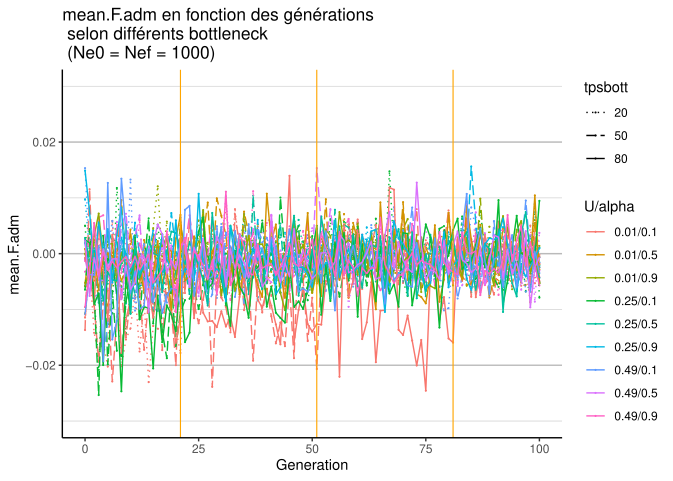 mean.F.adm en fonction des générations
selon différents bottleneck
(Ne0 = Nef = 1000)
mean.F.adm
0.02
0.00
−0.02
0
25
50
75
100
Generation
tpsbott
20
50
80
U/alpha
0.01/0.1
0.01/0.5
0.01/0.9
0.25/0.1
0.25/0.5
0.25/0.9
0.49/0.1
0.49/0.5
0.49/0.9